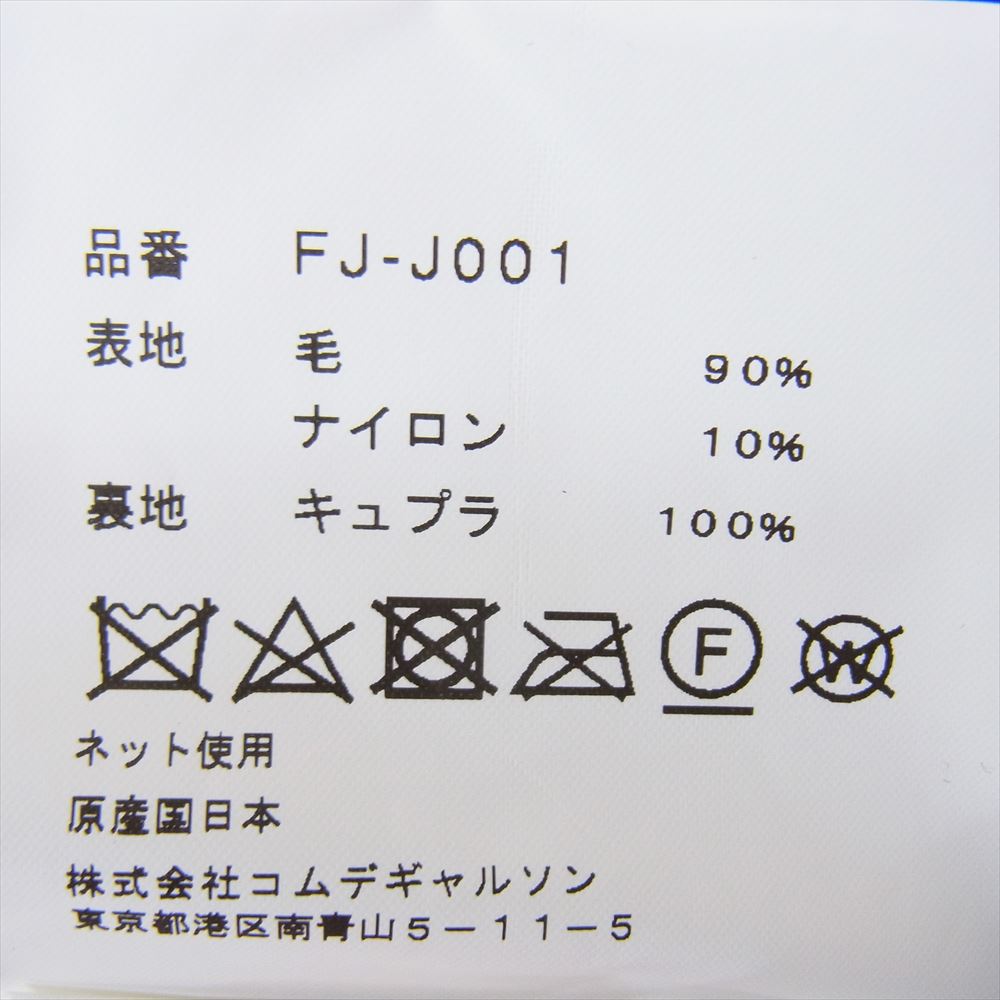 品番 FJ-J001
表地 毛 90%
ナイロン 10%
裏地 キュプラ 100%
F W
ネット使用
原産国日本
株式会社コムデギャルソン
東京都港区南青山5-11-5